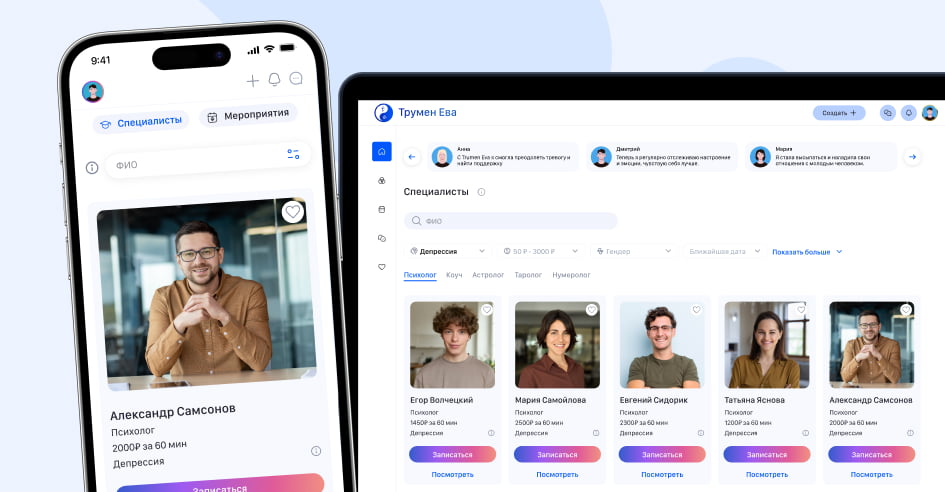 9:41
Специалисты
Мероприятия
ФИО
Александр Самсонов
Психолог
2000₽ за 60 мин
Депрессия
Записаться
Трумен Ева
Создать +
Анна
С Trumen Ева я смогла преодолеть тревогу и
найти поддержку
Дмитрий
Теперь я регулярно отслеживаю настроение
и эмоции, чувствую себя лучше.
Мария
Я стала высыпаться и наладила свои
отношения с молодым человеком.
Специалисты
ФИО
Депрессия
50 ₽ - 3000 ₽
Гендер
Ближайшая дата
Показать больше
Психолог Коуч Астролог Таролог Нумеролог
Егор Волчецкий
Психолог
1450₽ за 60 мин
Депрессия
Записаться
Посмотреть
Мария Самойлова
Психолог
2500₽ за 60 мин
Депрессия
Записаться
Посмотреть
Евгений Сидорик
Психолог
2300₽ за 60 мин
Депрессия
Записаться
Посмотреть
Татьяна Яснова
Психолог
1200₽ за 60 мин
Депрессия
Записаться
Посмотреть
Александр Самсонов
Психолог
2000₽ за 60 мин
Депрессия
Записаться
Посмотреть